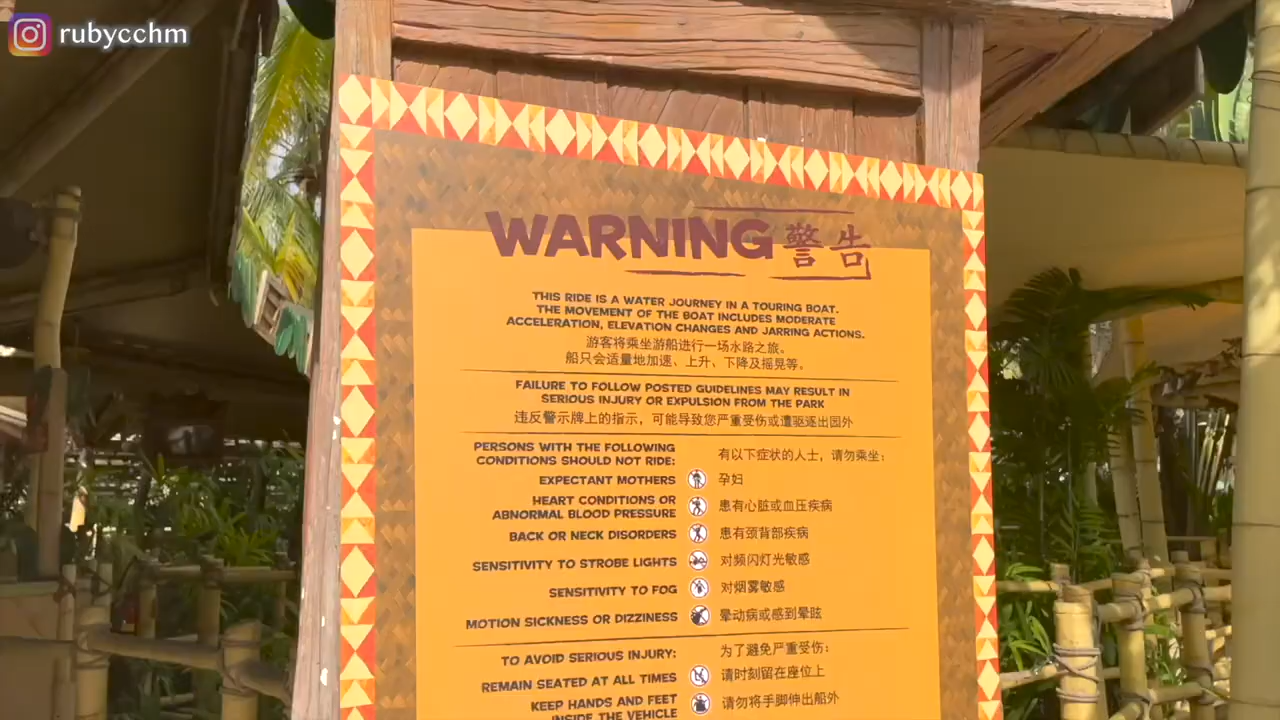 rubycchm
WARNING 警告
THIS RIDE IS A WATER JOURNEY IN A TOURING BOAT.
THE MOVEMENT OF THE BOAT INCLUDES MODERATE
ACCELERATION, ELEVATION CHANGES AND JARRING ACTIONS.
游客将乘坐游船进行一场水路之旅。
船只会适量地加速、上升、下降及摇晃等。
FAILURE TO FOLLOW POSTED GUIDELINES MAY RESULT IN
SERIOUS INJURY OR EXPULSION FROM THE PARK
违反警示牌上的指示，可能导致您严重受伤或遭驱逐出园外
PERSONS WITH THE FOLLOWING
CONDITIONS SHOULD NOT RIDE:
有以下症状的人士，请勿乘坐：
EXPECTANT MOTHERS
孕妇
HEART CONDITIONS OR
ABNORMAL BLOOD PRESSURE
患有心脏或血压疾病
BACK OR NECK DISORDERS
患有颈背部疾病
SENSITIVITY TO STROBE LIGHTS
对频闪灯光敏感
SENSITIVITY TO FOG
对烟雾敏感
MOTION SICKNESS OR DIZZINESS
晕动病或感到晕眩
TO AVOID SERIOUS INJURY:
为了避免严重受伤：
REMAIN SEATED AT ALL TIMES
请时刻留在座位上
KEEP HANDS AND FEET
INSIDE THE VEHICLE
请勿将手脚伸出船外